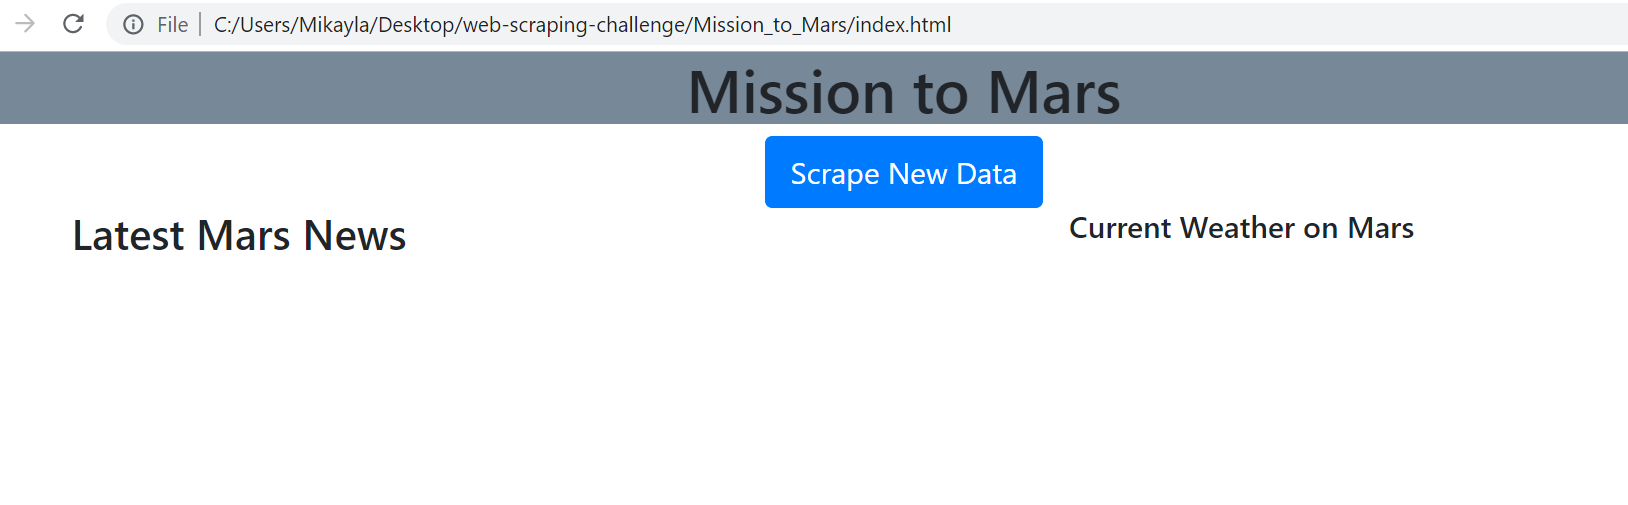 File C:/Users/Mikayla/Desktop/web-scraping-challenge/Mission_to_Mars/index.html
Mission to Mars
Scrape New Data
Latest Mars News
Current Weather on Mars